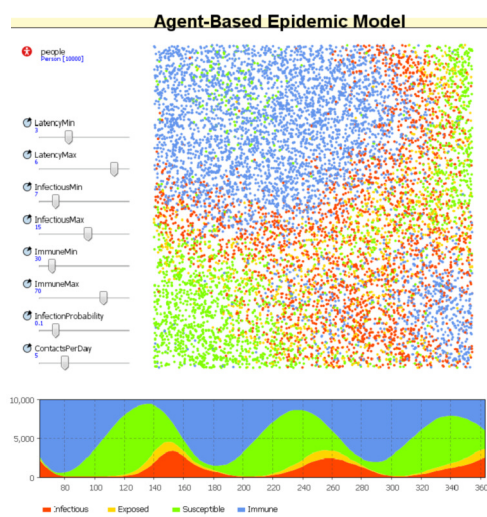 Agent-Based Epidemic Model
people
Person [10000]
LatencyMin
3
LatencyMax
6
InfectiousMin
7
InfectiousMax
15
ImmuneMin
30
ImmuneMax
70
InfectionProbability
0.1
ContactsPerDay
5
10,000
5,000
0
80 100 120 140 160 180 200 220 240 260 280 300 320 340 360
Infectious Exposed Susceptible Immune